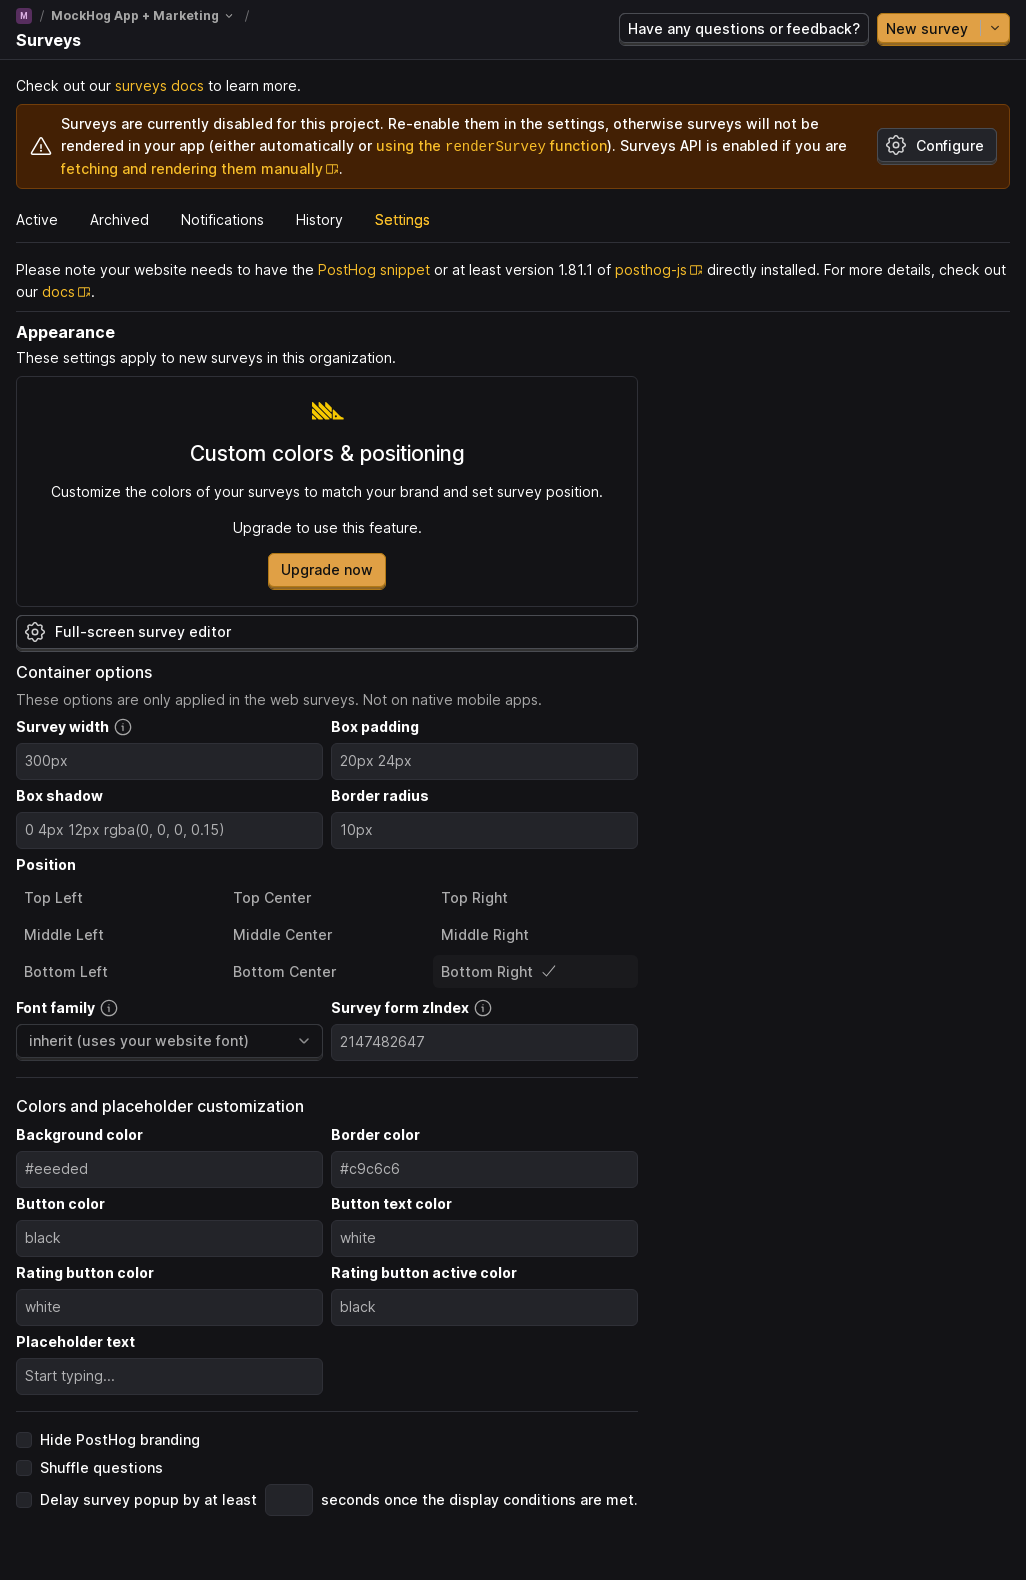 M / MockHog App + Marketing /
Surveys
Have any questions or feedback?
New survey
Check out our surveys docs to learn more.
Surveys are currently disabled for this project. Re-enable them in the settings, otherwise surveys will not be
rendered in your app (either automatically or using the renderSurvey function). Surveys API is enabled if you are
fetching and rendering them manually.
Configure
Active Archived Notifications History Settings
Please note your website needs to have the PostHog snippet or at least version 1.81.1 of posthog-js directly installed. For more details, check out
our docs.
Appearance
These settings apply to new surveys in this organization.
Custom colors & positioning
Customize the colors of your surveys to match your brand and set survey position.
Upgrade to use this feature.
Upgrade now
Full-screen survey editor
Container options
These options are only applied in the web surveys. Not on native mobile apps.
Survey width Box padding
300px 20px 24px
Box shadow Border radius
0 4px 12px rgba(0, 0, 0, 0.15) 10px
Position
Top Left Top Center Top Right
Middle Left Middle Center Middle Right
Bottom Left Bottom Center Bottom Right
Font family Survey form zIndex
inherit (uses your website font) 2147482647
Colors and placeholder customization
Background color Border color
#eeeded #c9c6c6
Button color Button text color
black white
Rating button color Rating button active color
white black
Placeholder text
Start typing...
Hide PostHog branding
Shuffle questions
Delay survey popup by at least seconds once the display conditions are met.